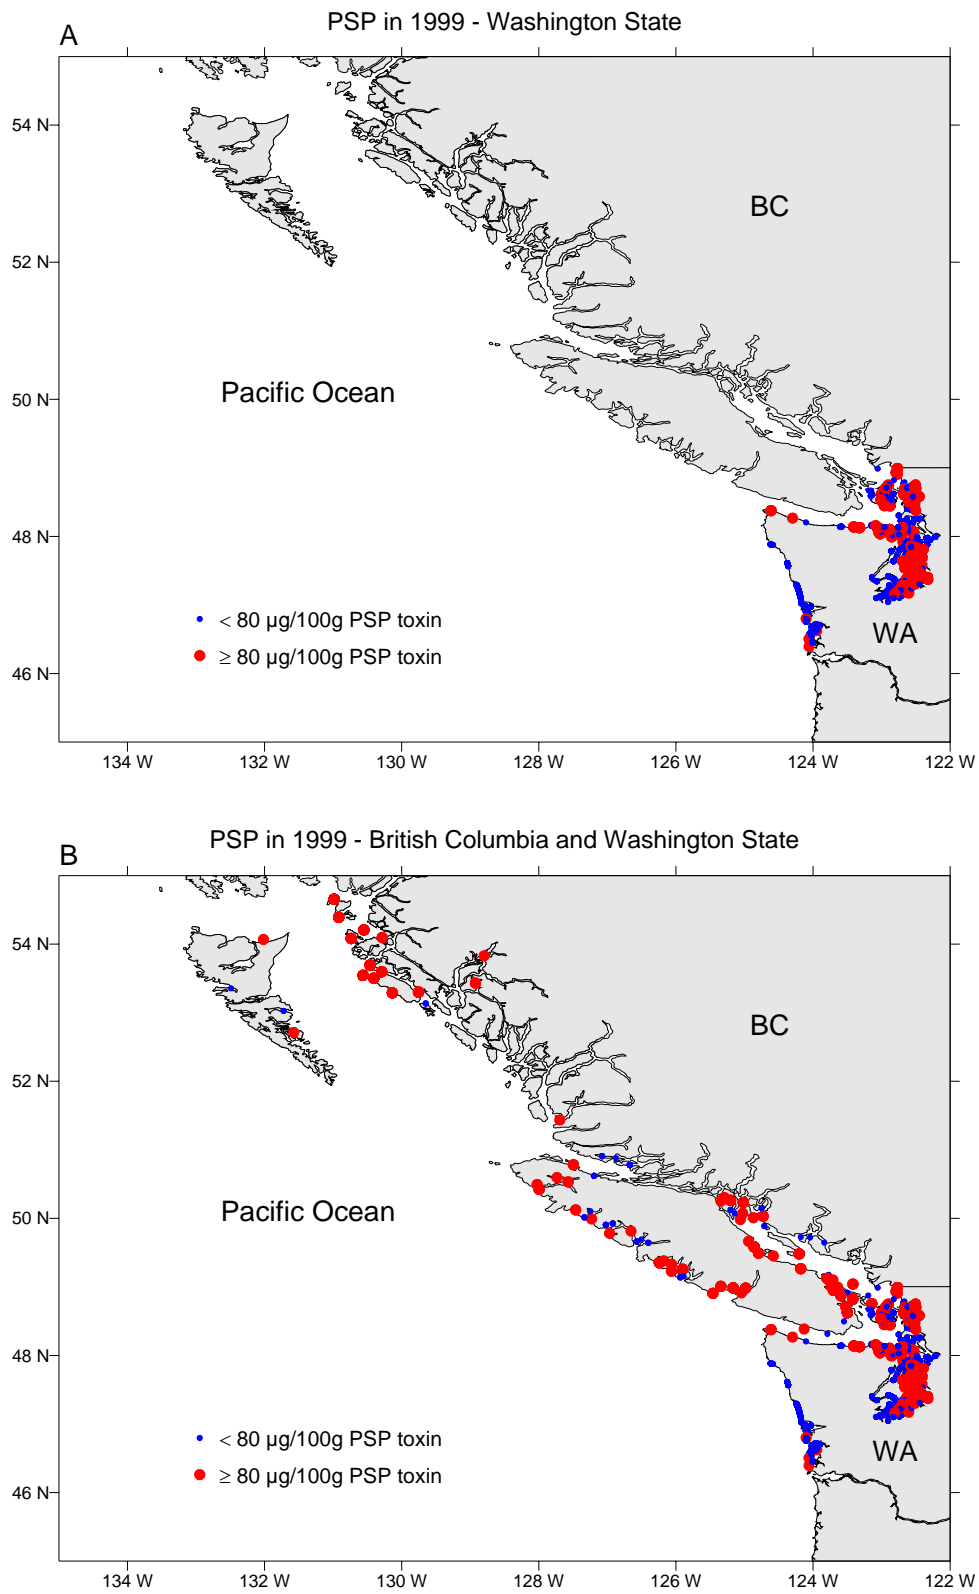 PSP in 1999 - Washington State
A
54 N
BC
52 N
Pacific Ocean
50 N
48 N
< 80 µg/100g PSP toxin
WA
≥ 80 µg/100g PSP toxin
46 N
134 W 132 W 130 W 128 W 126 W 124 W 122 W
PSP in 1999 - British Columbia and Washington State
B
54 N
BC
52 N
Pacific Ocean
50 N
48 N
< 80 µg/100g PSP toxin
WA
≥ 80 µg/100g PSP toxin
46 N
134 W 132 W 130 W 128 W 126 W 124 W 122 W